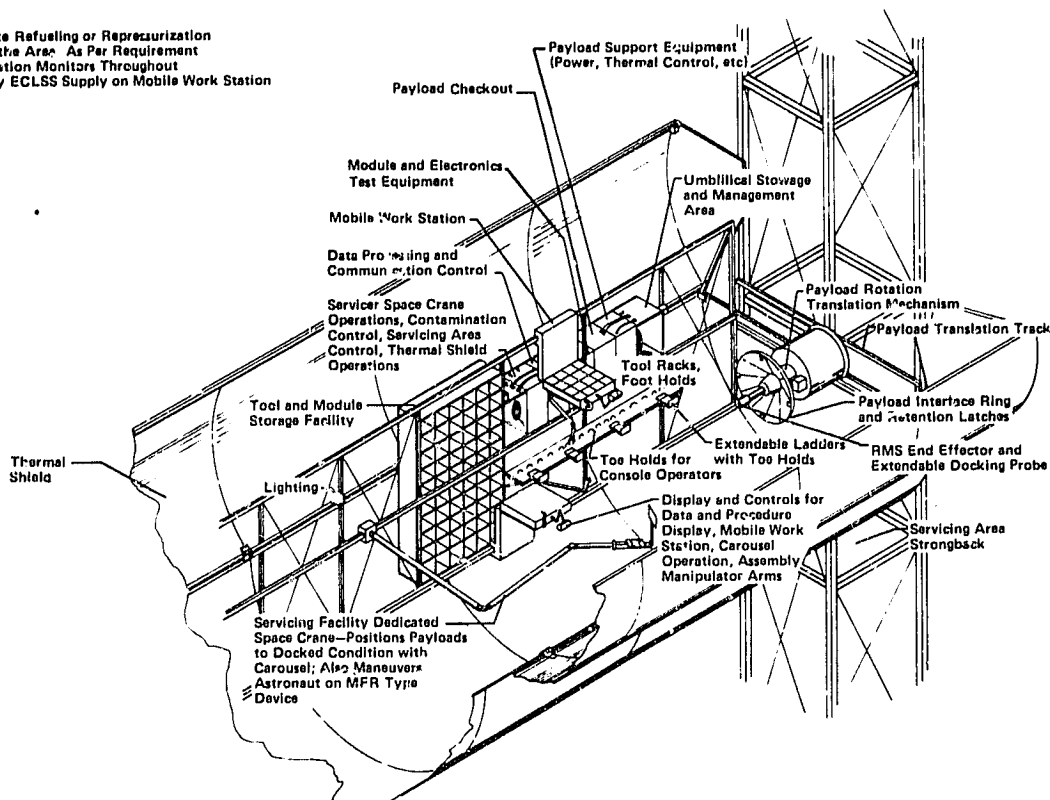 Refueling or Repressurization
the Area As Per Requirement
Monitors Throughout
ECLSS Supply on Mobile Work Station
Payload Support Equipment
(Power, Thermal Control, etc)
Payload Checkout
Module and Electronics
Test Equipment
Umbilical Stowage
and Management
Area
Mobile Work Station
Data Processing and
Communication Control
Payload Rotation
Translation Mechanism
Servicer Space Crane
Operations, Contamination
Control, Servicing Area
Control, Thermal Shield
Operations
Payload Translation Track
Tool Racks,
Foot Holds
Tool and Module
Storage Facility
Payload Interface Ring
and Retention Latches
Extendable Ladders
with Toe Holds
RMS End Effector and
Extendable Docking Probe
Thermal
Shield
Toe Holds for
Console Operators
Lighting
Display and Controls for
Data and Procedure
Display, Mobile Work
Station, Carousel
Operation, Assembly
Manipulator Arms
Servicing Area
Strongback
Servicing Facility Dedicated
Space Crane—Positions Payloads
to Docked Condition with
Carousel; Also Maneuvers
Astronaut on MFR Type
Device